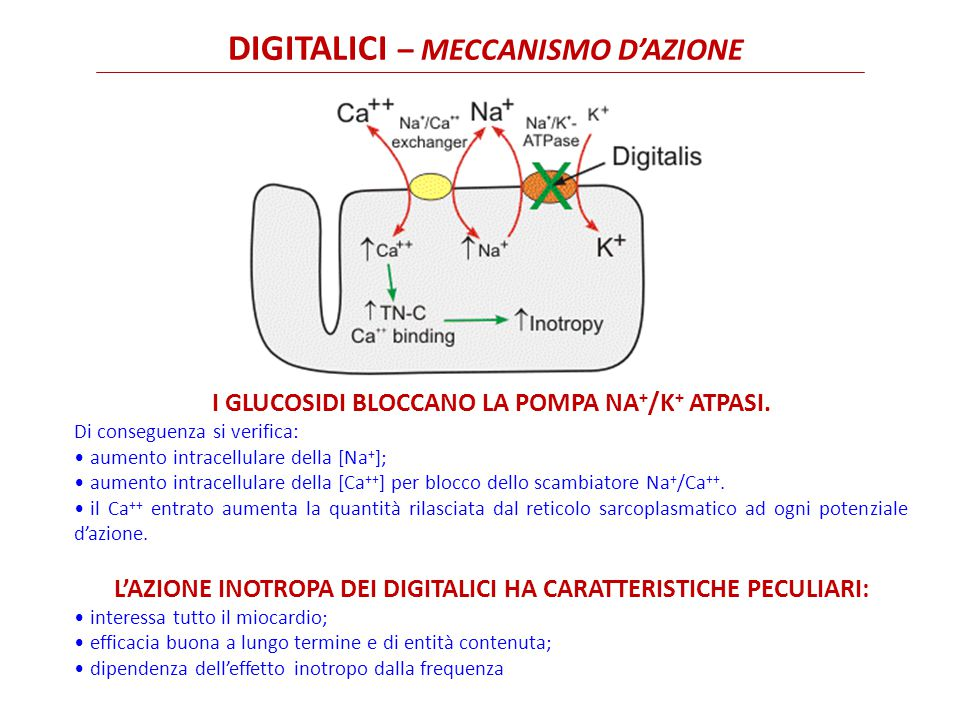 DIGITALICI – MECCANISMO D’AZIONE
Ca++ Na+/Ca++ exchanger Na+ Na+/K+-ATPase K+
Digitalis
↑Ca++ ↑Na+ K+
↑TN-C
Ca++ binding ↑Inotropy
I GLUCOSIDI BLOCCANO LA POMPA NA+/K+ ATPASI.
Di conseguenza si verifica:
• aumento intracellulare della [Na+];
• aumento intracellulare della [Ca++] per blocco dello scambiatore Na+/Ca++.
• il Ca++ entrato aumenta la quantità rilasciata dal reticolo sarcoplasmatico ad ogni potenziale
d’azione.
L’AZIONE INOTROPA DEI DIGITALICI HA CARATTERISTICHE PECULIARI:
• interessa tutto il miocardio;
• efficacia buona a lungo termine e di entità contenuta;
• dipendenza dell’effetto inotropo dalla frequenza